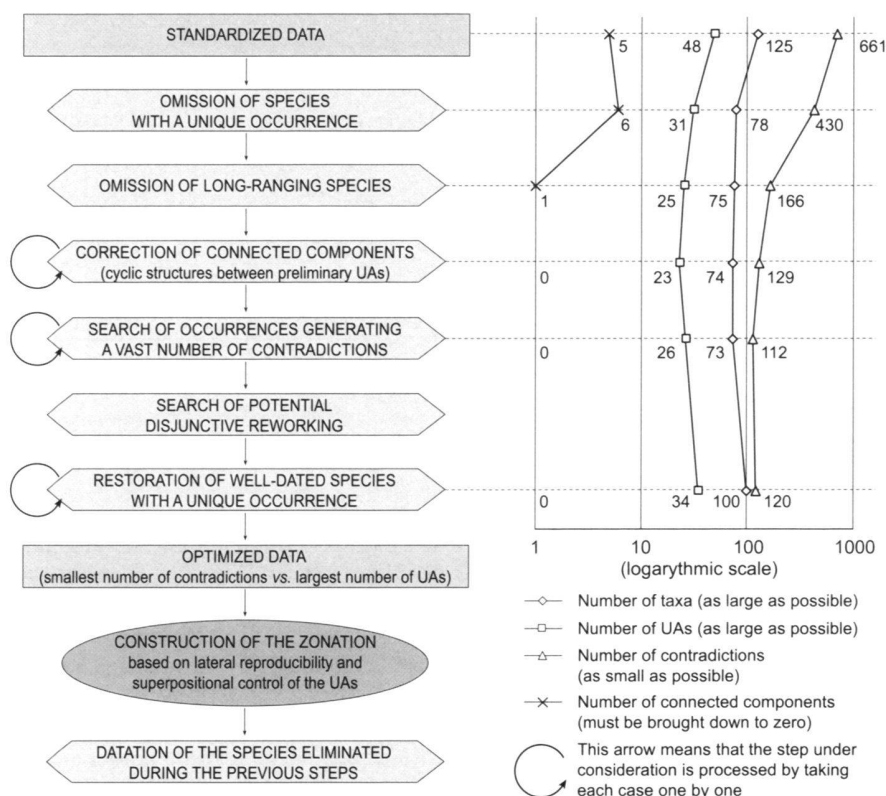 STANDARDIZED DATA
OMISSION OF SPECIES
WITH A UNIQUE OCCURRENCE
OMISSION OF LONG-RANGING SPECIES
CORRECTION OF CONNECTED COMPONENTS
(cyclic structures between preliminary UAs)
SEARCH OF OCCURRENCES GENERATING
A VAST NUMBER OF CONTRADICTIONS
SEARCH OF POTENTIAL
DISJUNCTIVE REWORKING
RESTORATION OF WELL-DATED SPECIES
WITH A UNIQUE OCCURRENCE
OPTIMIZED DATA
(smallest number of contradictions vs. largest number of UAs)
CONSTRUCTION OF THE ZONATION
based on lateral reproducibility and
superpositional control of the UAs
DATATION OF THE SPECIES ELIMINATED
DURING THE PREVIOUS STEPS
5 48 125 661
6 31 78 430
1 25 75 166
0 23 74 129
0 26 73 112
0 34 100 120
1 10 100 1000
(logarythmic scale)
Number of taxa (as large as possible)
Number of UAs (as large as possible)
Number of contradictions
(as small as possible)
Number of connected components
(must be brought down to zero)
This arrow means that the step under
consideration is processed by taking
each case one by one